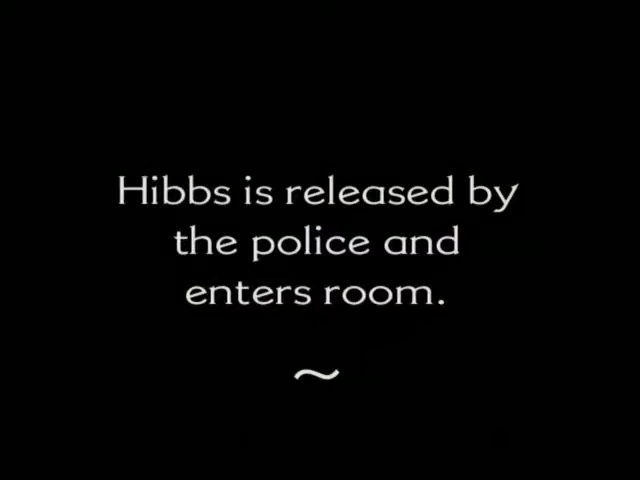 Hibbs is released by
the police and
enters room.
~